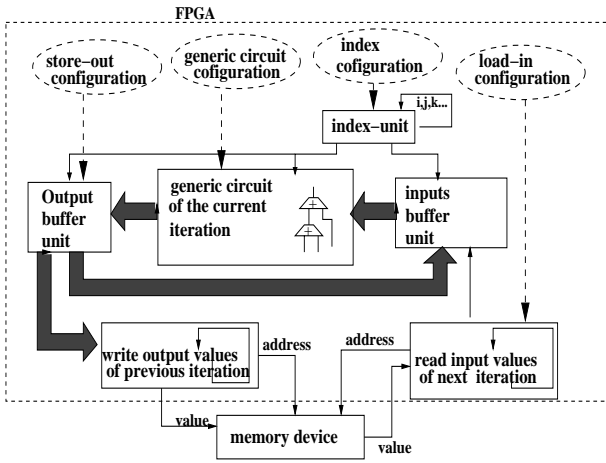 FPGA
store-out
configuration
generic circuit
cofiguration
index
cofiguration
load-in
configuration
i,j,k...
index-unit
Output
buffer
unit
generic circuit
of the current
iteration
+
+
inputs
buffer
unit
write output values
of previous iteration
address
address
read input values
of next iteration
value
memory device
value